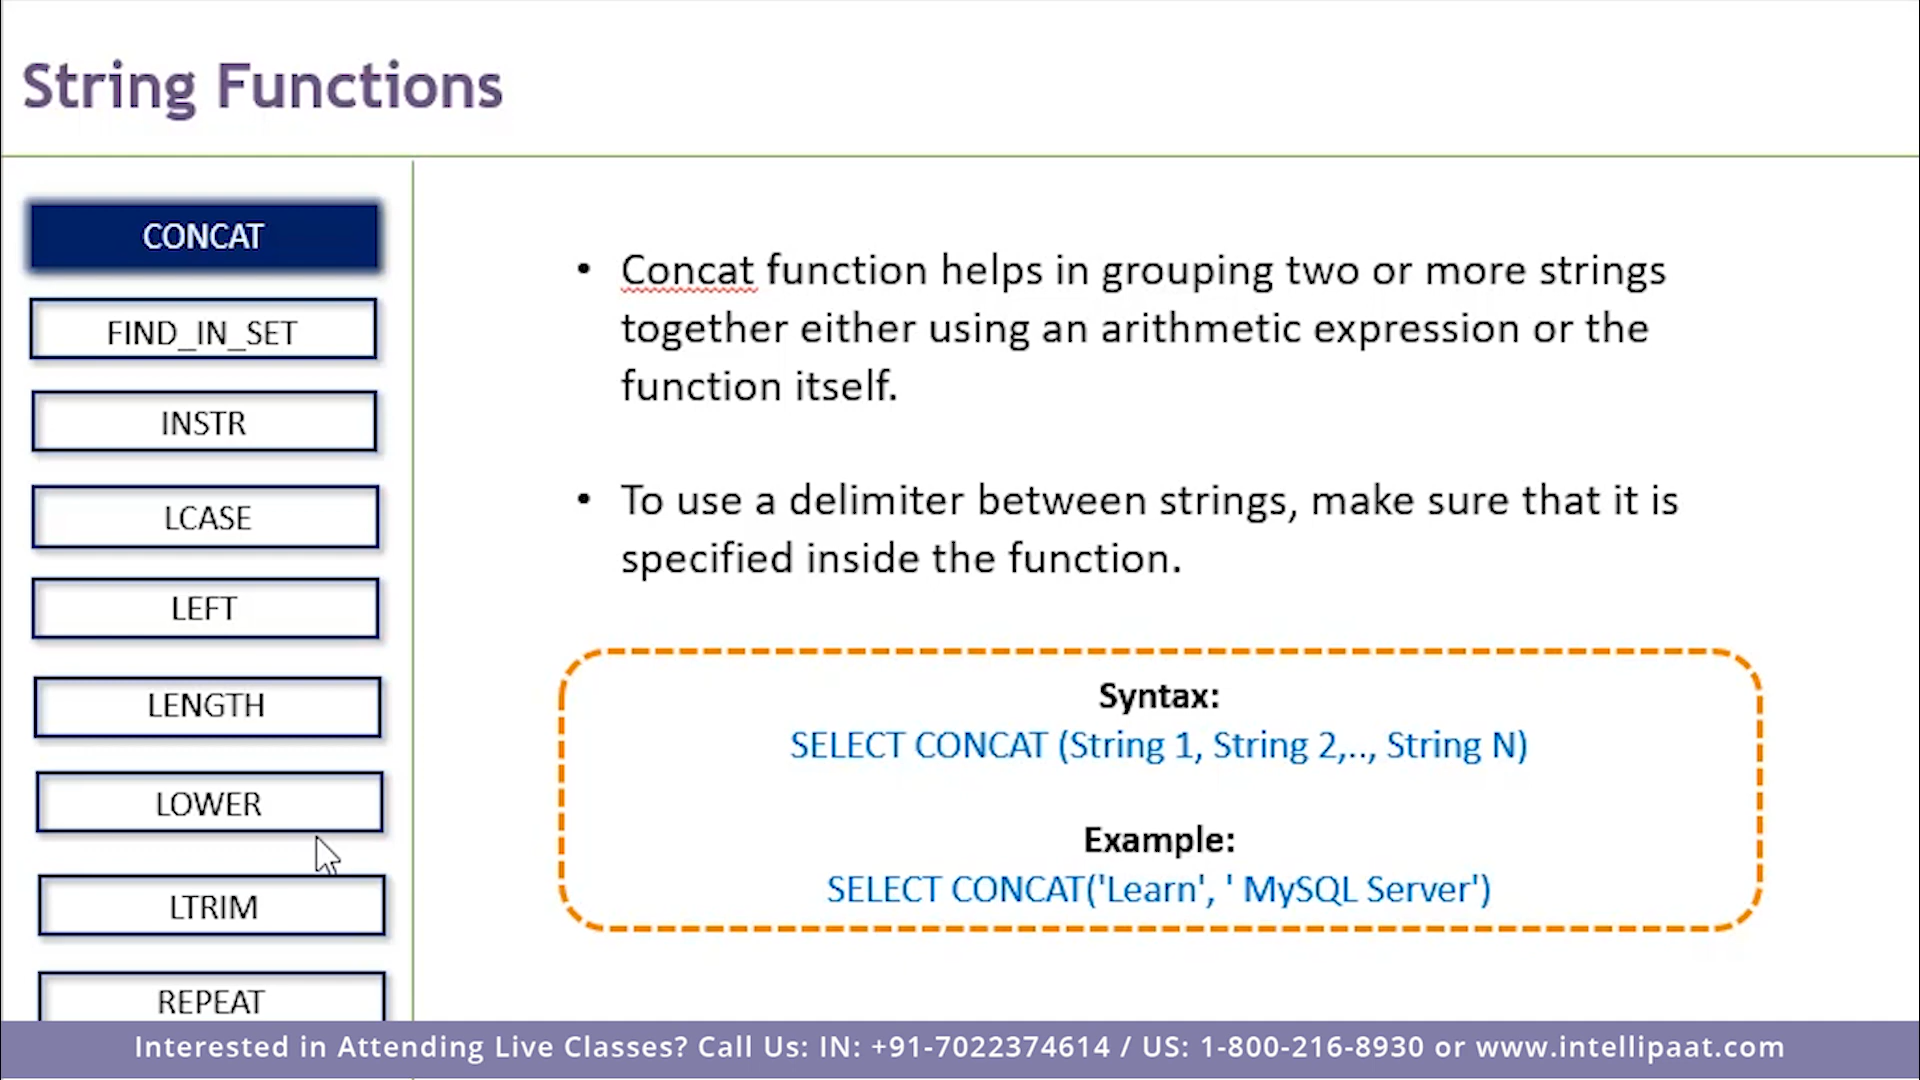 String Functions
CONCAT
FIND_IN_SET
INSTR
LCASE
LEFT
LENGTH
LOWER
LTRIM
REPEAT
• Concat function helps in grouping two or more strings
together either using an arithmetic expression or the
function itself.
• To use a delimiter between strings, make sure that it is
specified inside the function.
Syntax:
SELECT CONCAT (String 1, String 2,.., String N)
Example:
SELECT CONCAT('Learn', ' MySQL Server')
Interested in Attending Live Classes? Call Us: IN: +91-7022374614 / US: 1-800-216-8930 or www.intellipaat.com